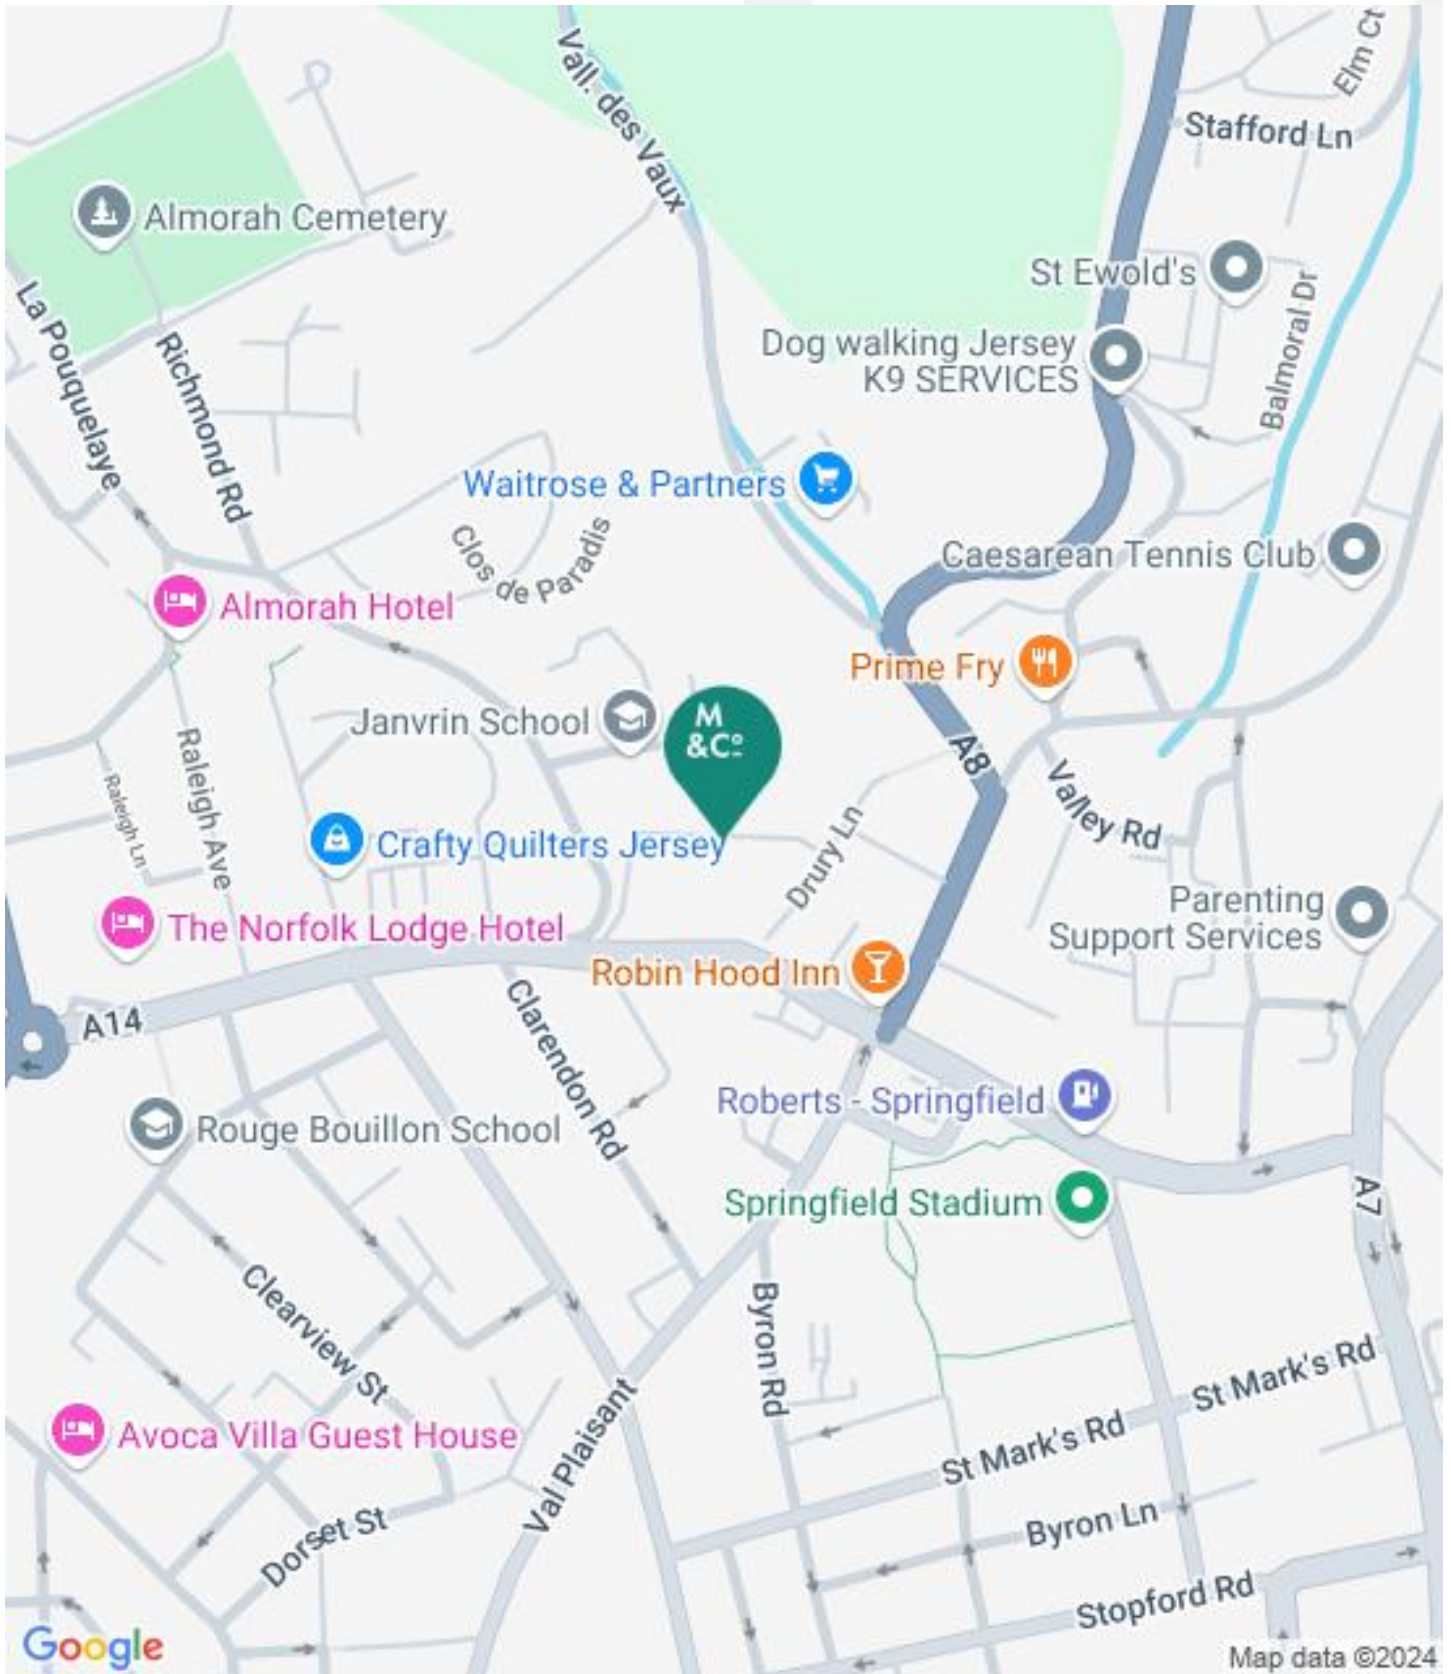 Vall. des Vaux
Elm Ct
Stafford Ln
Almorah Cemetery
St Ewold's
La Pouquelaye
Richmond Rd
Dog walking Jersey
K9 SERVICES
Balmoral Dr
Waitrose & Partners
Clos de Paradis
Caesarean Tennis Club
Almorah Hotel
Prime Fry
Janvrin School
M
&Cº
A8
Raleigh Ln
Raleigh Ave
Valley Rd
Crafty Quilters Jersey
Drury Ln
Parenting
Support Services
The Norfolk Lodge Hotel
Robin Hood Inn
A14
Clarendon Rd
Roberts - Springfield
Rouge Bouillon School
Springfield Stadium
A7
Clearview St
Byron Rd
St Mark's Rd
Avoca Villa Guest House
Val Plaisant
St Mark's Rd
Byron Ln
Dorset St
Stopford Rd
Google
Map data ©2024